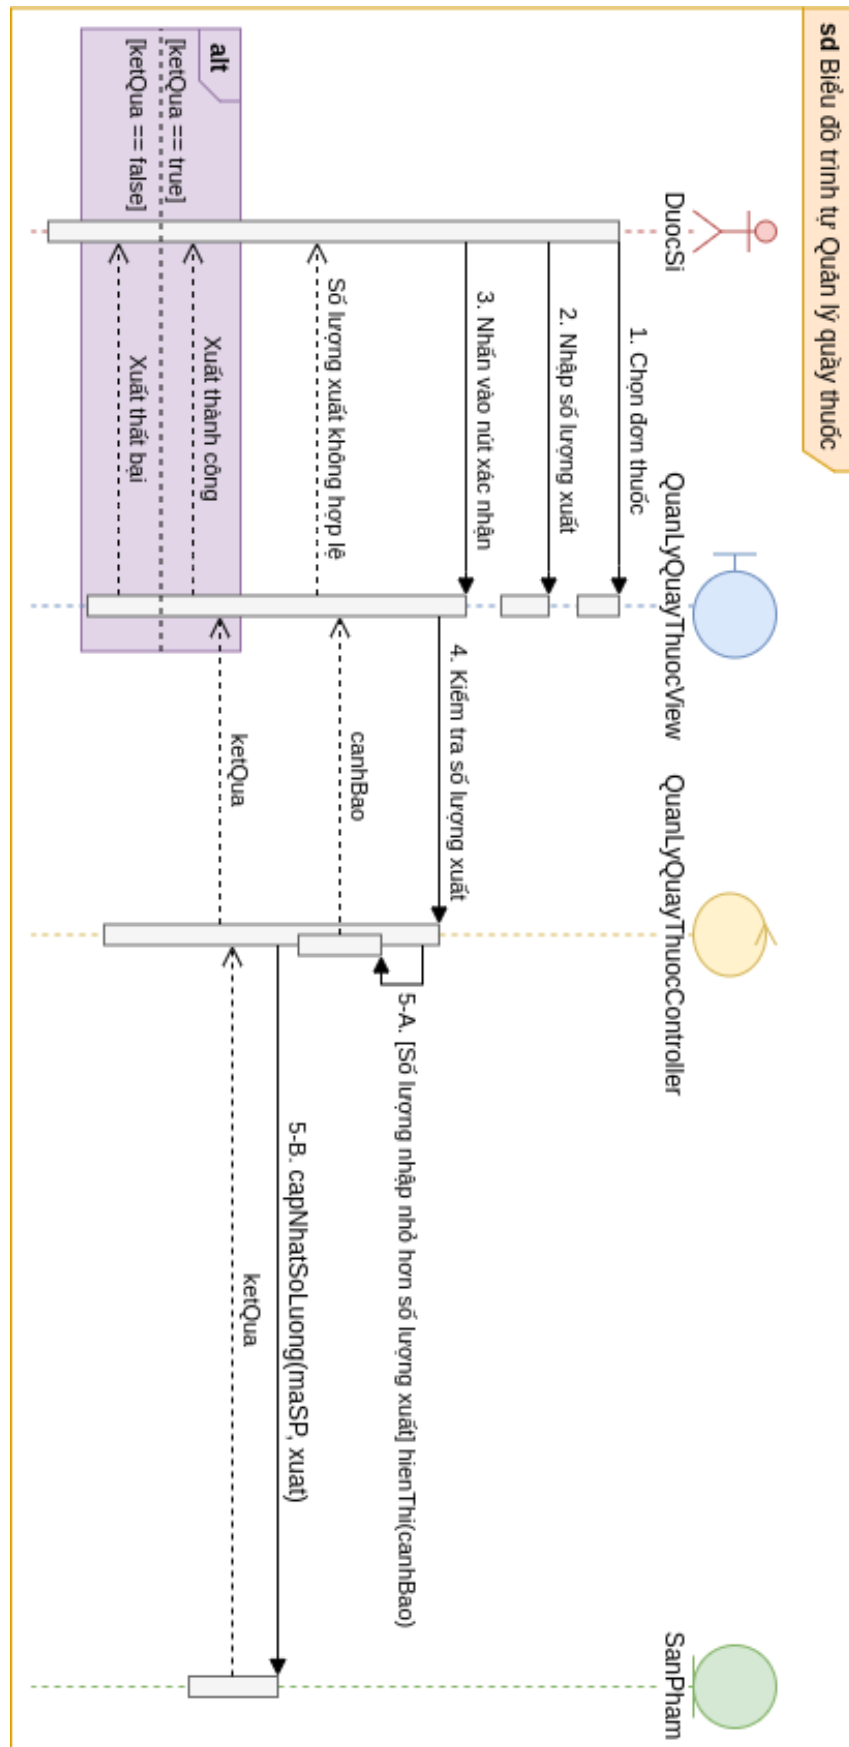 sd Biểu đồ trình tự Quản lý quầy thuốc
DuocSi
QuanLyQuayThuocView
QuanLyQuayThuocController
SanPham
1. Chọn đơn thuốc
2. Nhập số lượng xuất
3. Nhấn vào nút xác nhận
4. Kiểm tra số lượng xuất
5-A. [Số lượng nhập nhỏ hơn số lượng xuất] hienThi(canhBao)
canhBao
Số lượng xuất không hợp lệ
5-B. capNhatSoLuong(maSP, xuat)
ketQua
ketQua
alt
[ketQua == true]
Xuất thành công
[ketQua == false]
Xuất thất bại